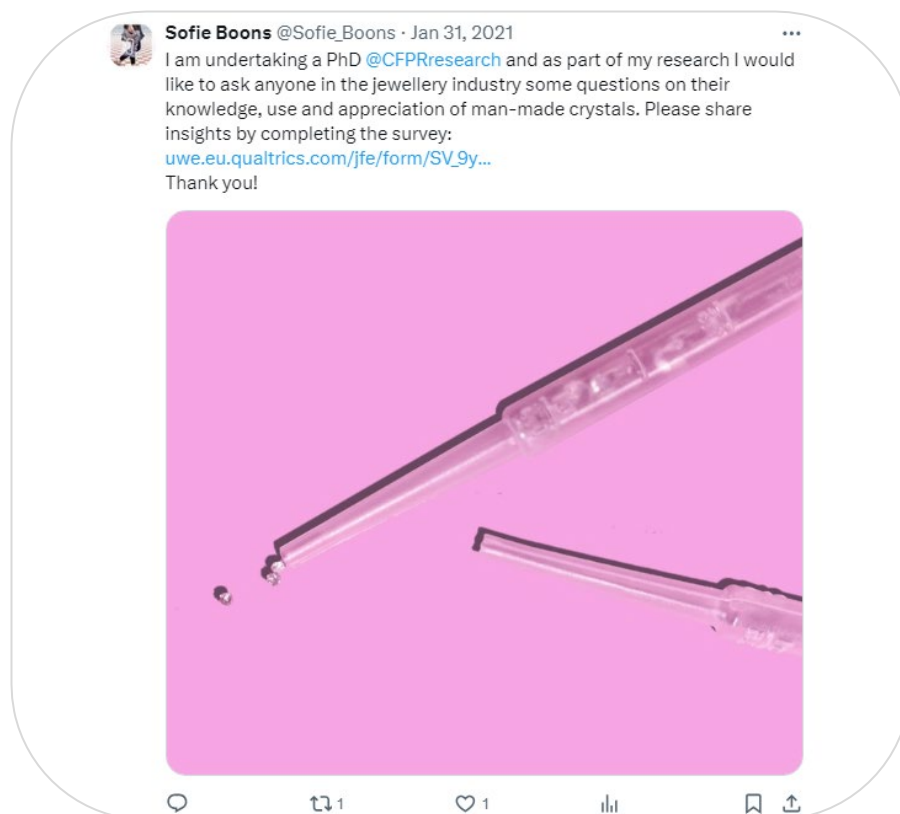 Sofie Boons @Sofie_Boons · Jan 31, 2021
I am undertaking a PhD @CFPRresearch and as part of my research I would
like to ask anyone in the jewellery industry some questions on their
knowledge, use and appreciation of man-made crystals. Please share
insights by completing the survey:
uwe.eu.qualtrics.com/jfe/form/SV_9y...
Thank you!
1 1